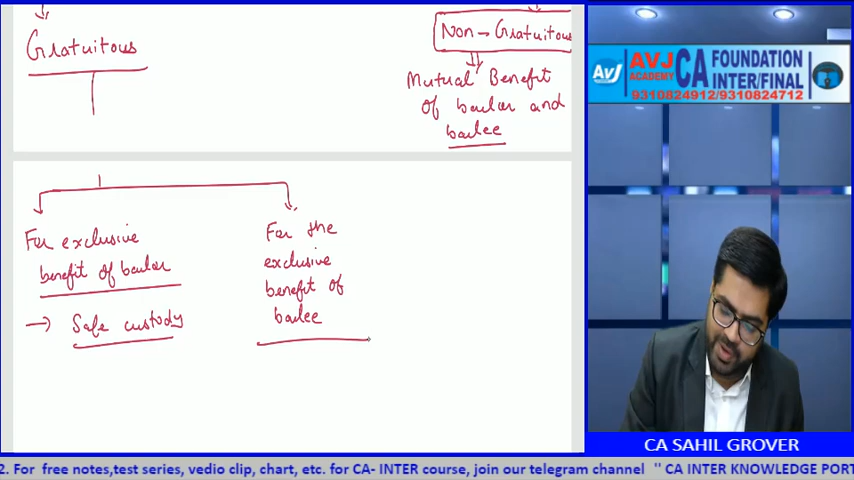 Gratuitous
Non - Gratuitous
Mutual Benefit
of bailor and
bailee
For exclusive
benefit of bailor
→ Safe custody
For the
exclusive
benefit of
bailee
AVJ
AVJ
ACADEMY
CA
FOUNDATION
INTER/FINAL
9310824912/9310824712
CA SAHIL GROVER
2. For free notes,test series, vedio clip, chart, etc. for CA- INTER course, join our telegram channel " CA INTER KNOWLEDGE PORT